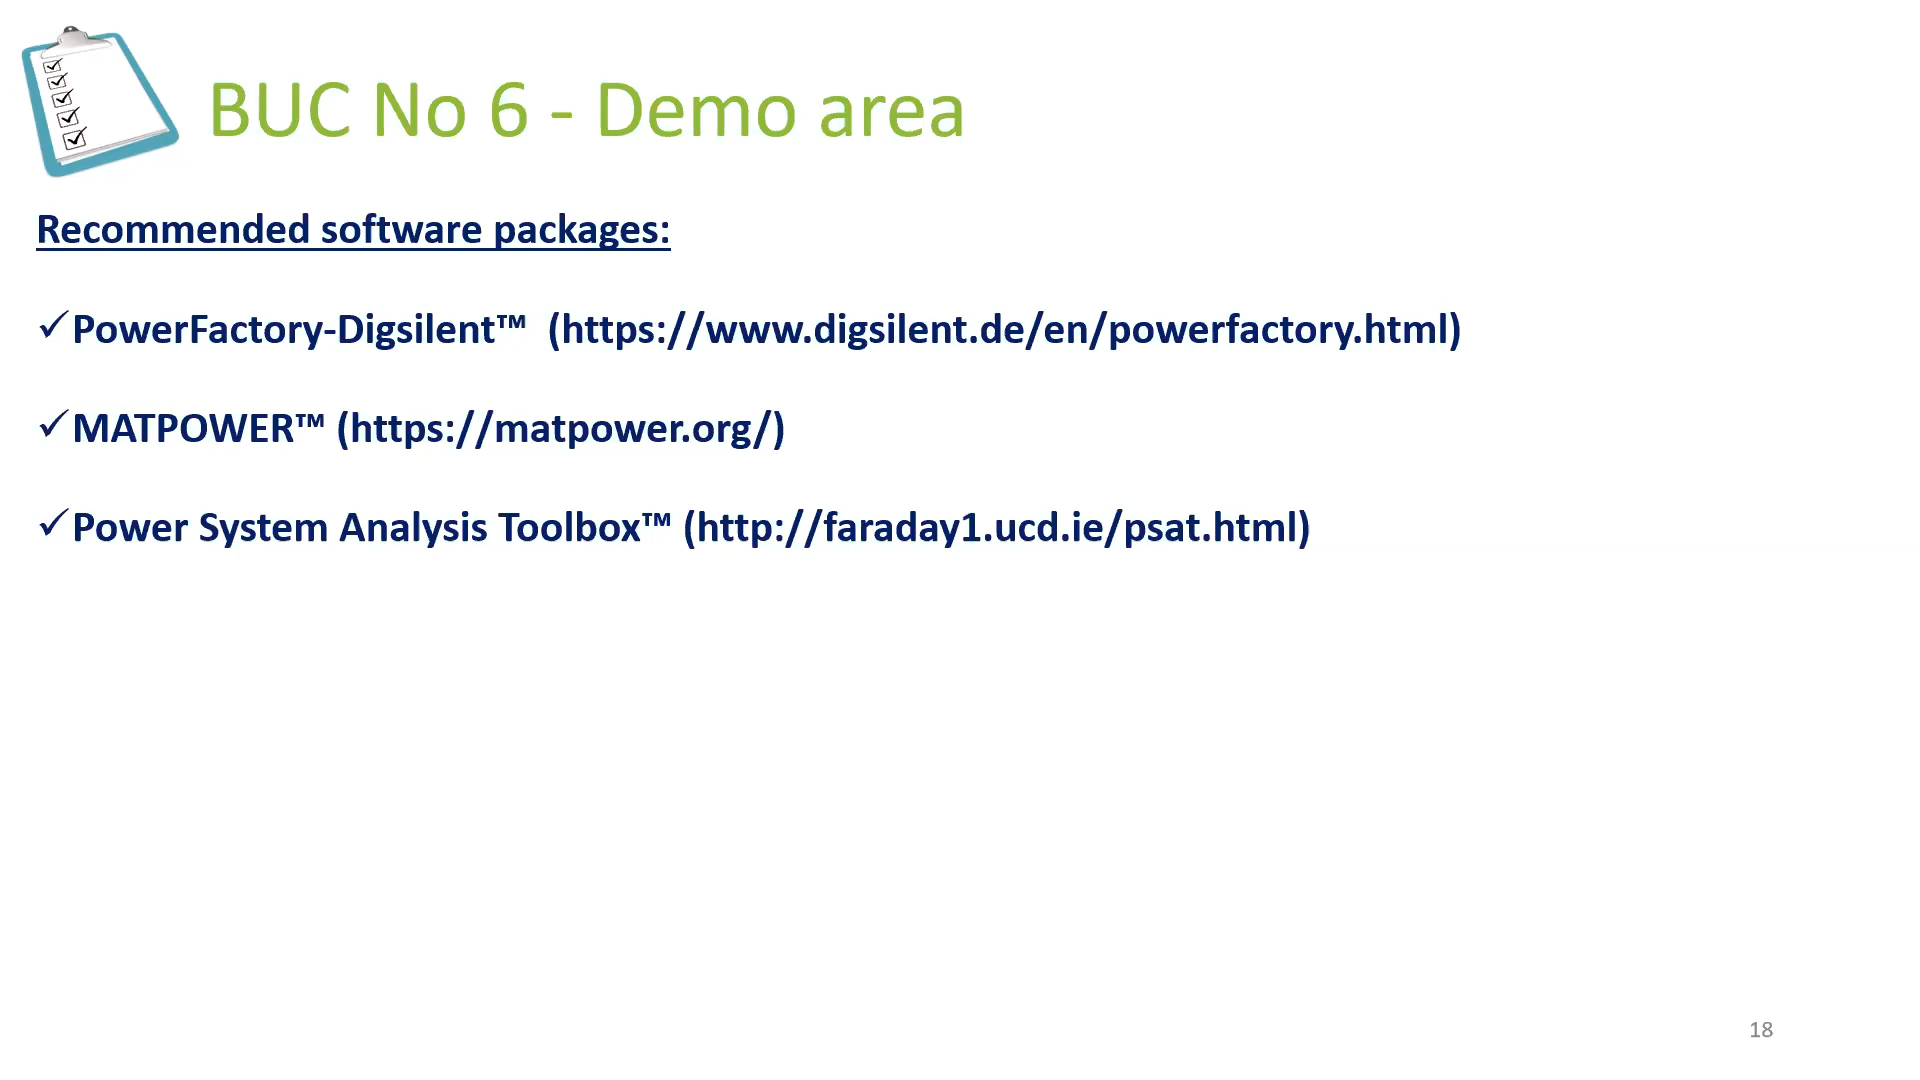 BUC No 6 - Demo area
Recommended software packages:
✓PowerFactory-Digsilent™  (https://www.digsilent.de/en/powerfactory.html)
✓MATPOWER™ (https://matpower.org/)
✓Power System Analysis Toolbox™ (http://faraday1.ucd.ie/psat.html)
18